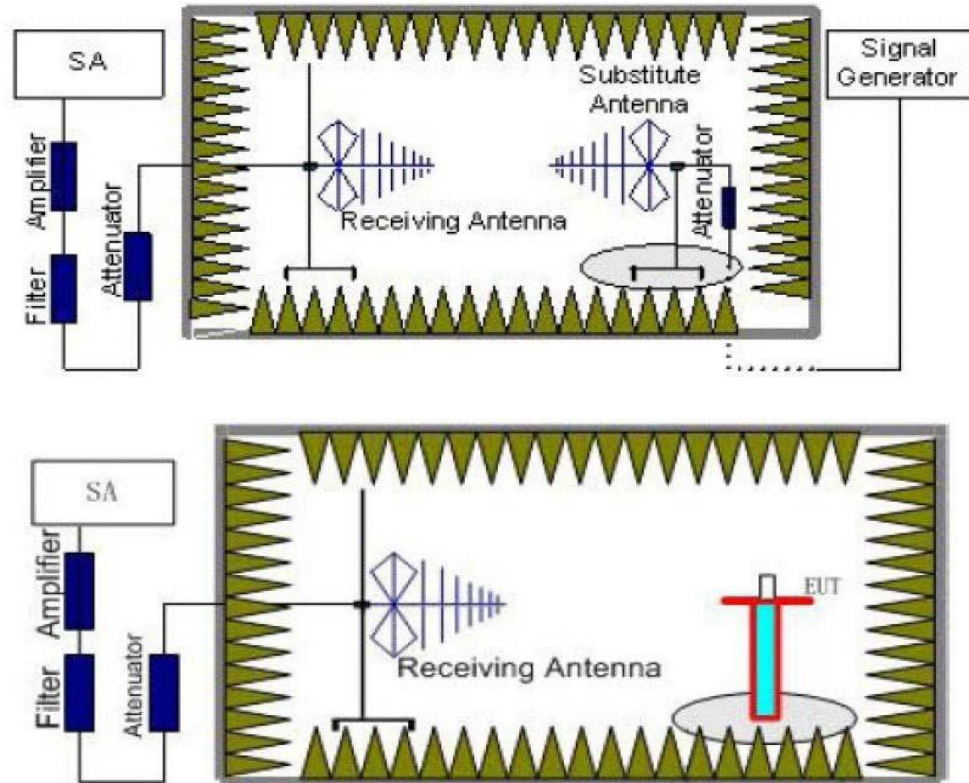 SA
Signal
Generator
Substitute
Antenna
Amplifier
Attenuator
Attenuator
Receiving Antenna
Filter
SA
Amplifier
EUT
Receiving Antenna
Filter
Attenuator